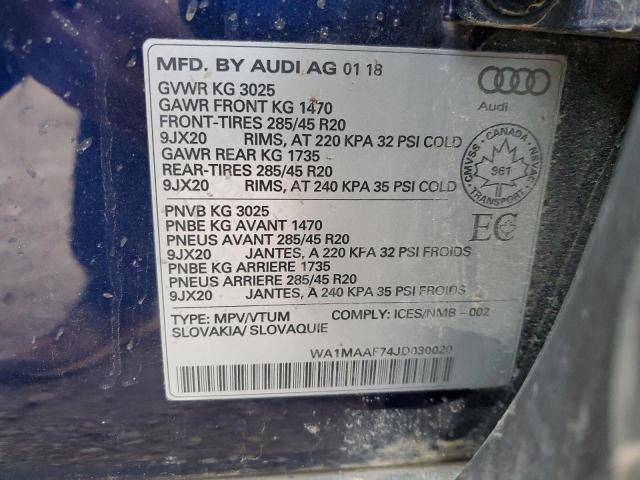 MFD. BY AUDI AG 01 18
GVWR KG 3025
GAWR FRONT KG 1470
FRONT-TIRES 285/45 R20
9JX20 RIMS, AT 220 KPA 32 PSI COLD
GAWR REAR KG 1735
REAR-TIRES 285/45 R20
9JX20 RIMS, AT 240 KPA 35 PSI COLD
Audi
CMVSS - CANADA - NSVAC
961
TRANSPORT
PNVB KG 3025
PNBE KG AVANT 1470
PNEUS AVANT 285/45 R20
9JX20 JANTES, A 220 KPA 32 PSI FROIDS
PNBE KG ARRIERE 1735
PNEUS ARRIERE 285/45 R20
9JX20 JANTES, A 240 KPA 35 PSI FROIDS
EC
TYPE: MPV/VTUM COMPLY: ICES/NMB - 002
SLOVAKIA/ SLOVAQUIE
WA1MAAF74JD030020